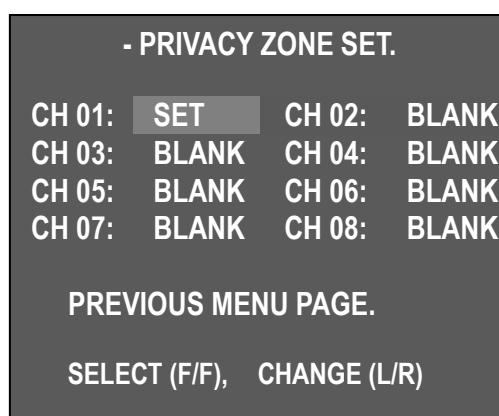 - PRIVACY ZONE SET.
CH 01: SET CH 02: BLANK
CH 03: BLANK CH 04: BLANK
CH 05: BLANK CH 06: BLANK
CH 07: BLANK CH 08: BLANK
PREVIOUS MENU PAGE.
SELECT (F/F), CHANGE (L/R)